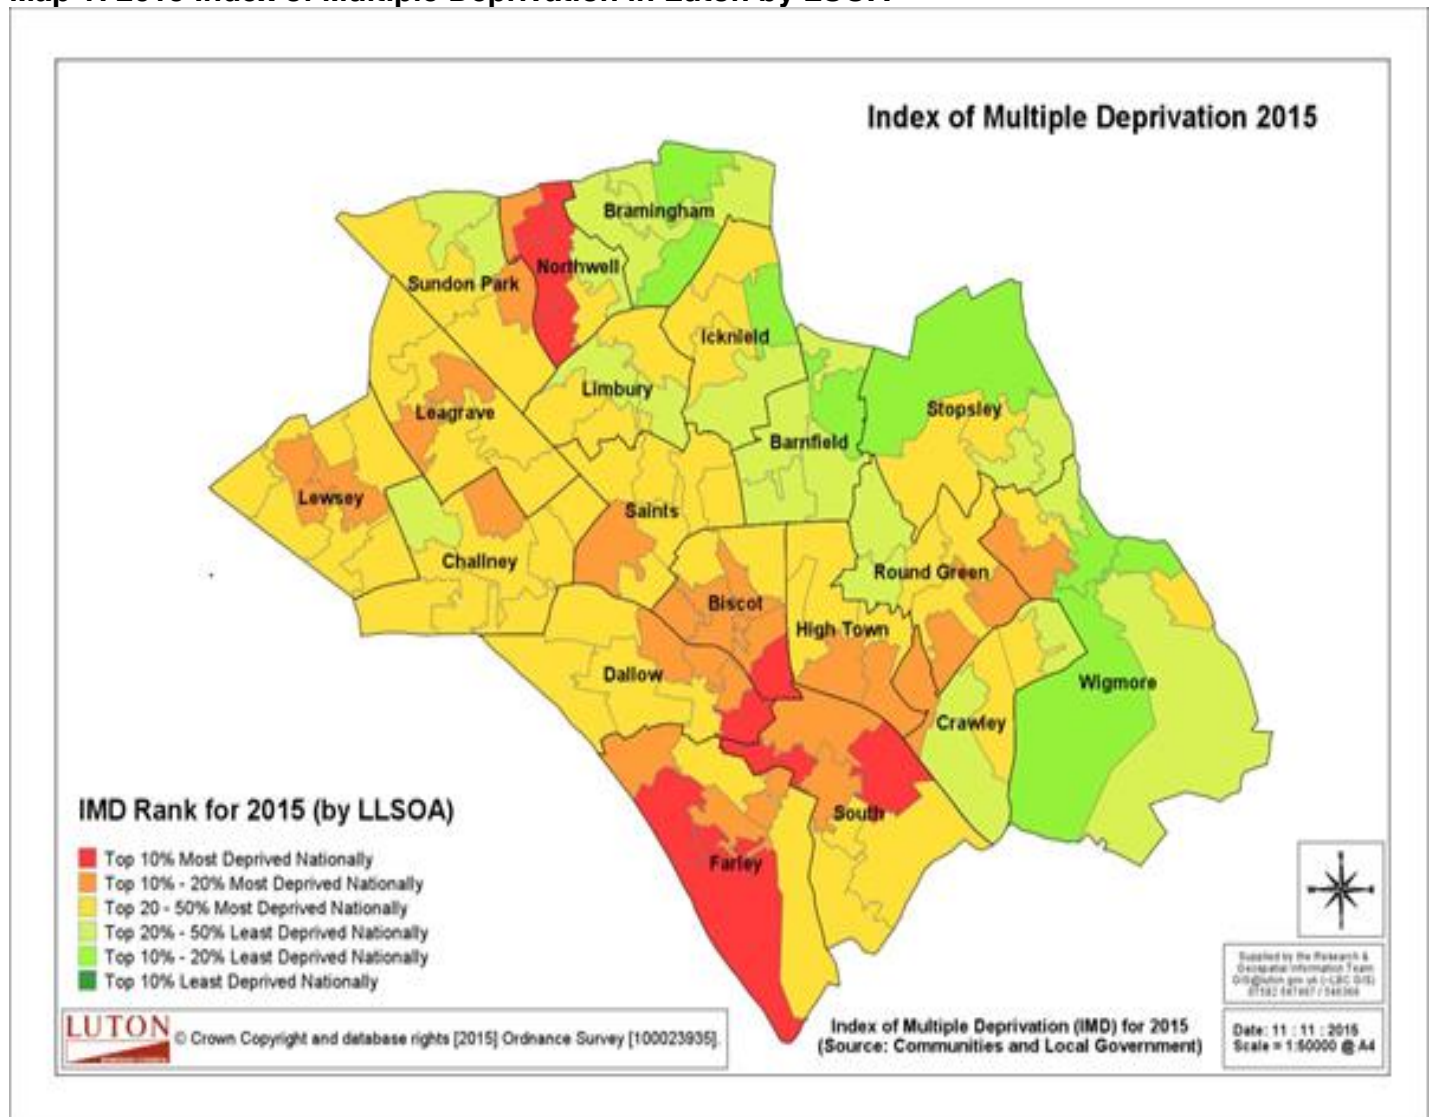 Index of Multiple Deprivation 2015
Bramingham
Northwell
Sundon Park
Icknield
Limbury
Leagrave
Stopsley
Barnfield
Lewsey
Saints
Challney
Round Green
Biscot
High Town
Dallow
Wigmore
Crawley
South
Farley
IMD Rank for 2015 (by LLSOA)
Top 10% Most Deprived Nationally
Top 10% - 20% Most Deprived Nationally
Top 20 - 50% Most Deprived Nationally
Top 20% - 50% Least Deprived Nationally
Top 10% - 20% Least Deprived Nationally
Top 10% Least Deprived Nationally
Supplied by the Research &
Geospatial Information Team
LUTON
© Crown Copyright and database rights [2015] Ordnance Survey [100023935].
Index of Multiple Deprivation (IMD) for 2015
(Source: Communities and Local Government)
Date: 11 : 11 : 2015
Scale = 1:50000 @ A4